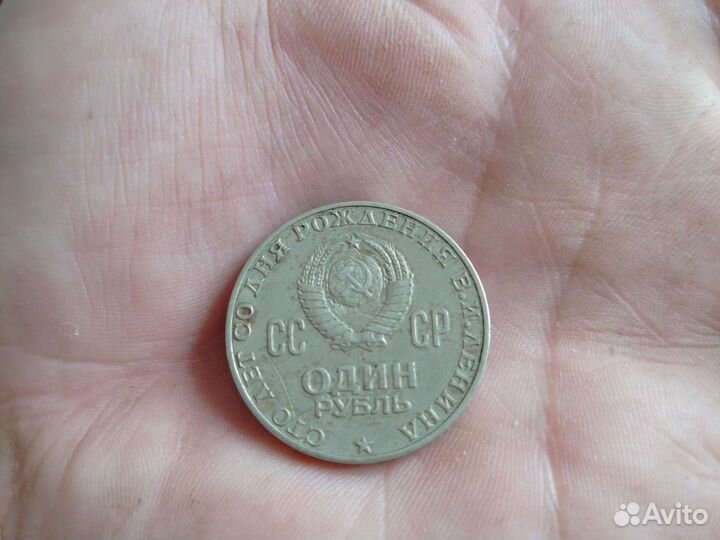 СТО ЛЕТ СО ДНЯ РОЖДЕНИЯ В.И.ЛЕНИНА
СС СР
ОДИН
РУБЛЬ
Avito